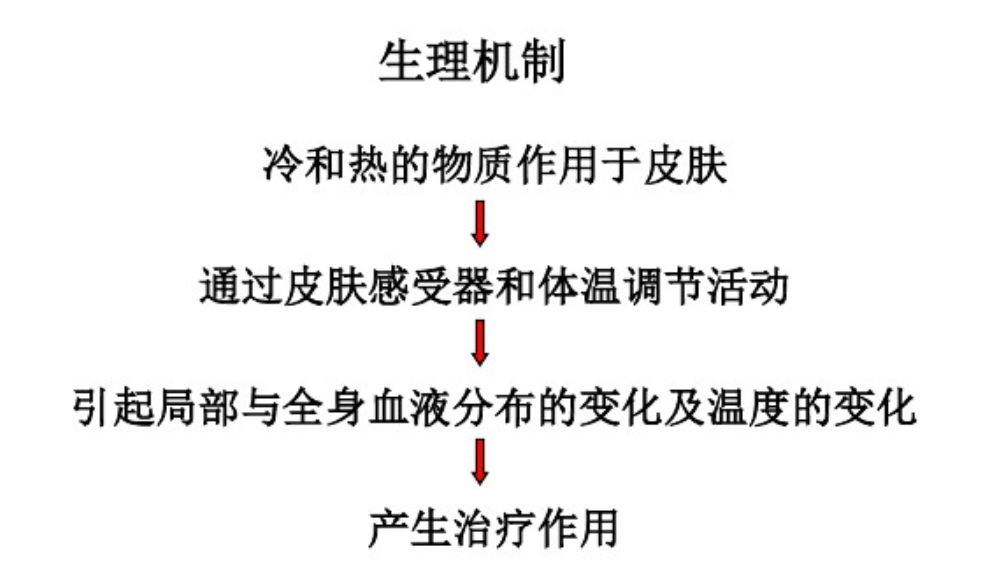 生理机制
冷和热的物质作用于皮肤
通过皮肤感受器和体温调节活动
引起局部与全身血液分布的变化及温度的变化
产生治疗作用